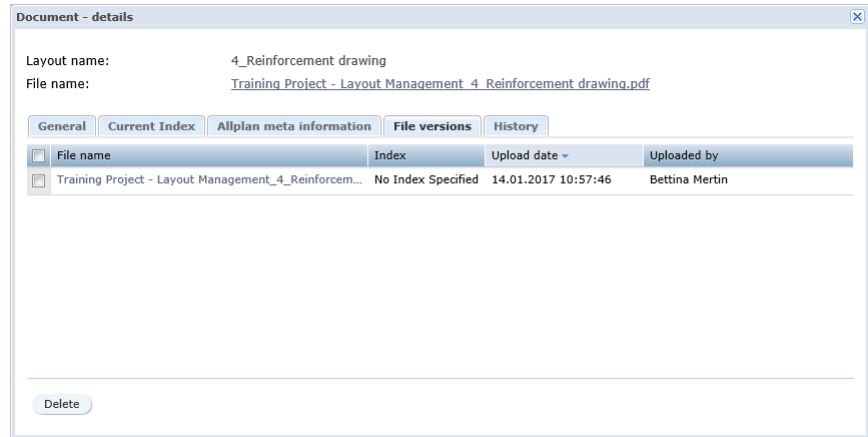 Document - details
Layout name: 4_Reinforcement drawing
File name: Training Project - Layout Management_4_Reinforcement drawing.pdf
General Current Index Allplan meta information File versions History
File name Index Upload date Uploaded by
Training Project - Layout Management_4_Reinforcem... No Index Specified 14.01.2017 10:57:46 Bettina Mertin
Delete